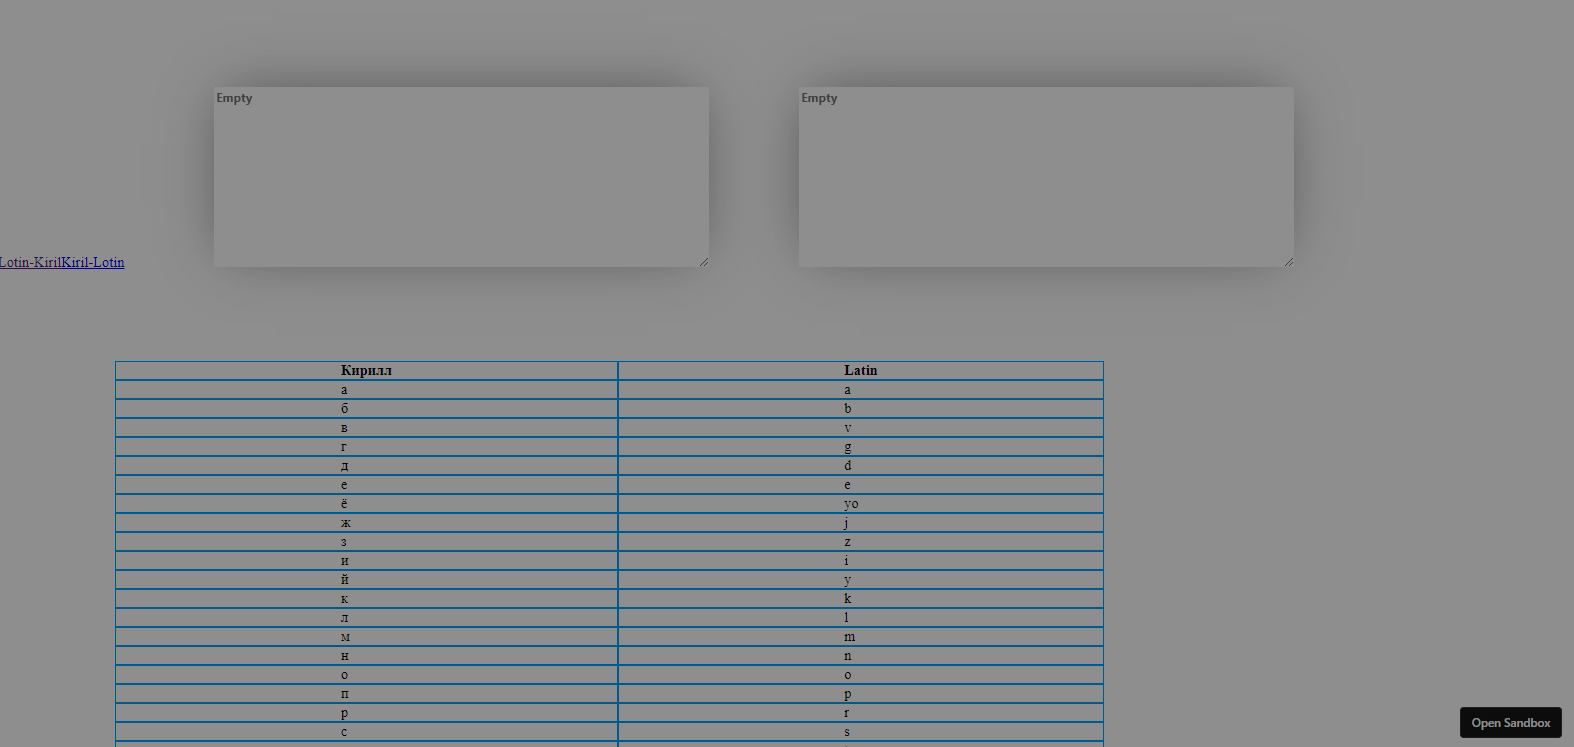 Empty
Empty
Lotin-KirilKiril-Lotin
Кирилл Latin
а a
б b
в v
г g
д d
е e
ё yo
ж j
з z
и i
й y
к k
л l
м m
н n
о o
п p
р r
с s
Open Sandbox